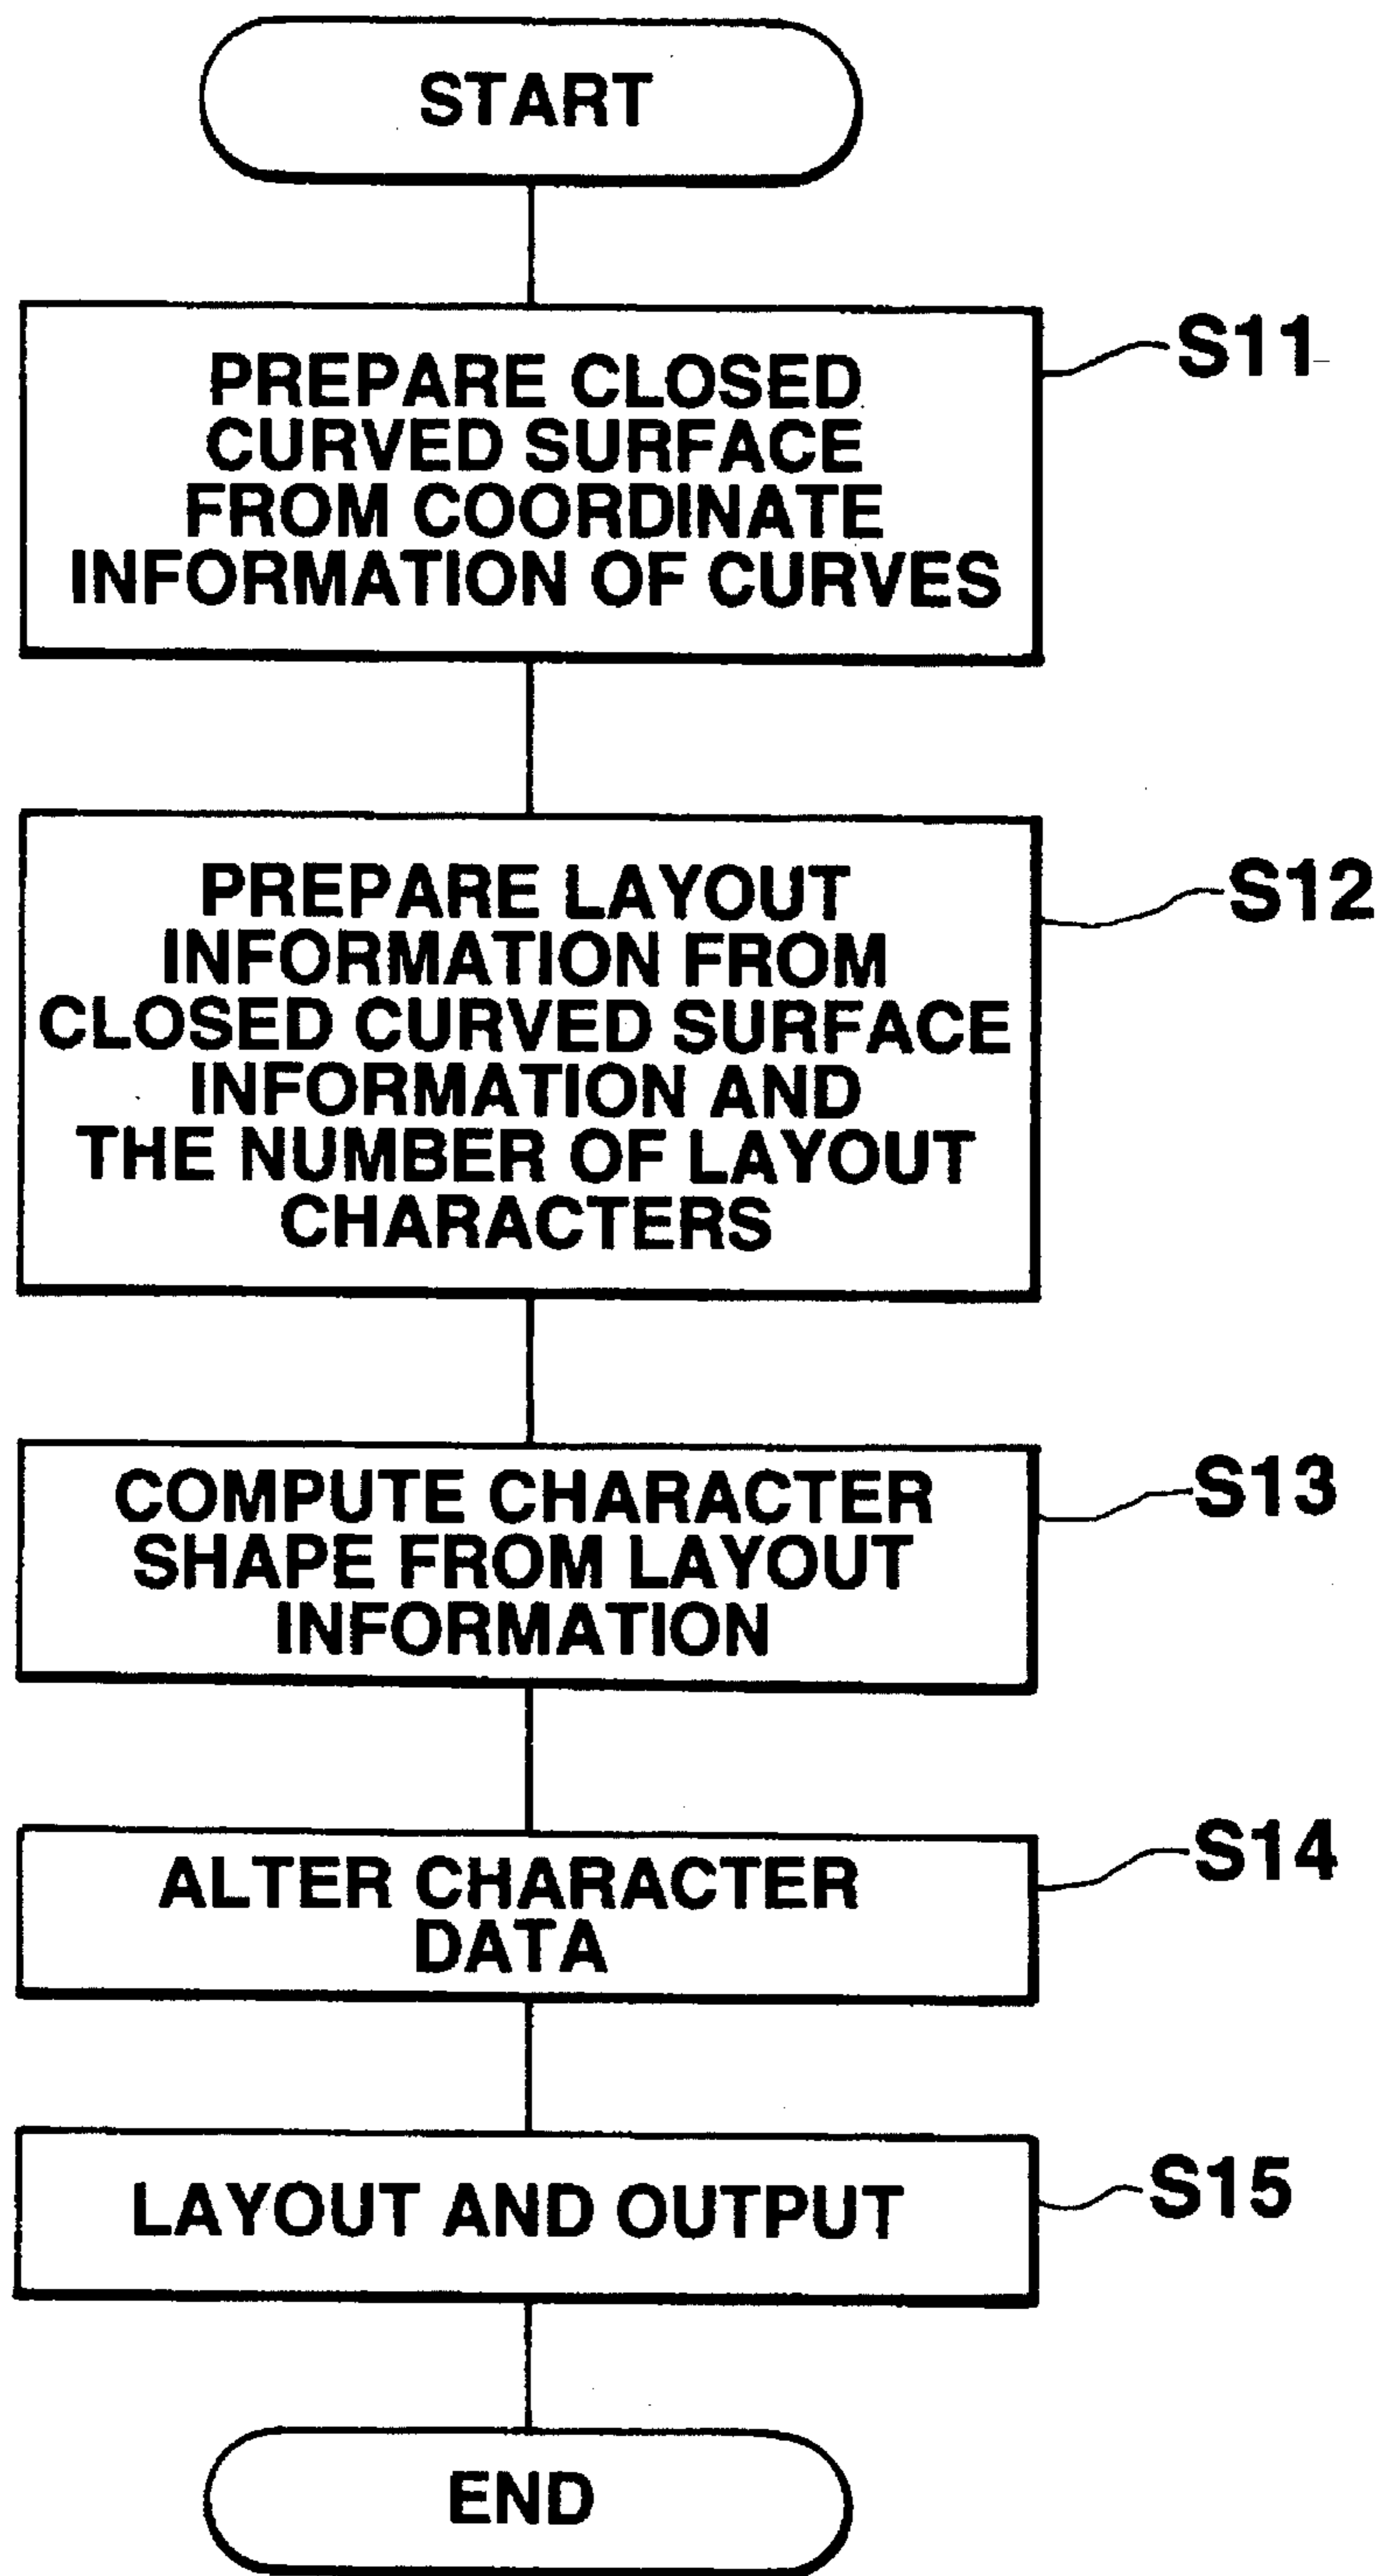 START
PREPARE CLOSED
CURVED SURFACE
FROM COORDINATE
INFORMATION OF CURVES
S11
PREPARE LAYOUT
INFORMATION FROM
CLOSED CURVED SURFACE
INFORMATION AND
THE NUMBER OF LAYOUT
CHARACTERS
S12
COMPUTE CHARACTER
SHAPE FROM LAYOUT
INFORMATION
S13
ALTER CHARACTER
DATA
S14
LAYOUT AND OUTPUT
S15
END